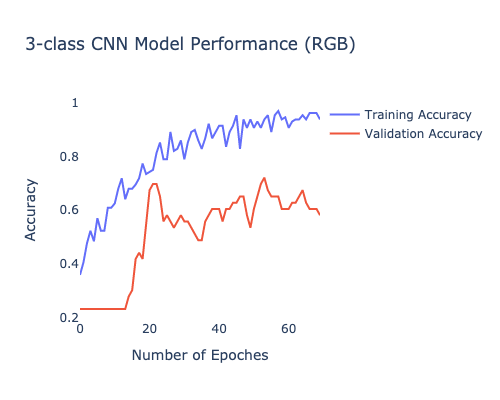 3-class CNN Model Performance (RGB)
1
0.8
0.6
0.4
0.2
0
20
40
60
Accuracy
Number of Epoches
Training Accuracy
Validation Accuracy